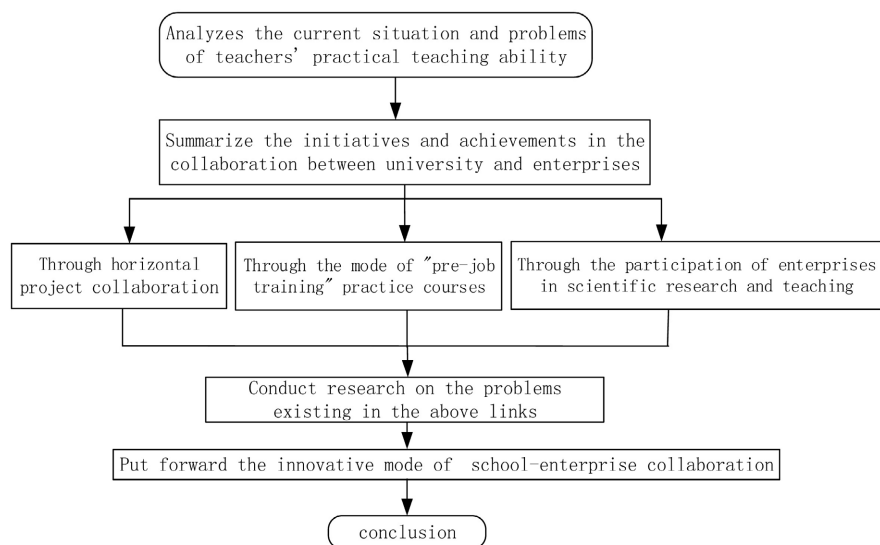 Analyzes the current situation and problems
of teachers' practical teaching ability
Summarize the initiatives and achievements in the
collaboration between university and enterprises
Through horizontal
project collaboration
Through the mode of "pre-job
training" practice courses
Through the participation of enterprises
in scientific research and teaching
Conduct research on the problems
existing in the above links
Put forward the innovative mode of school-enterprise collaboration
conclusion